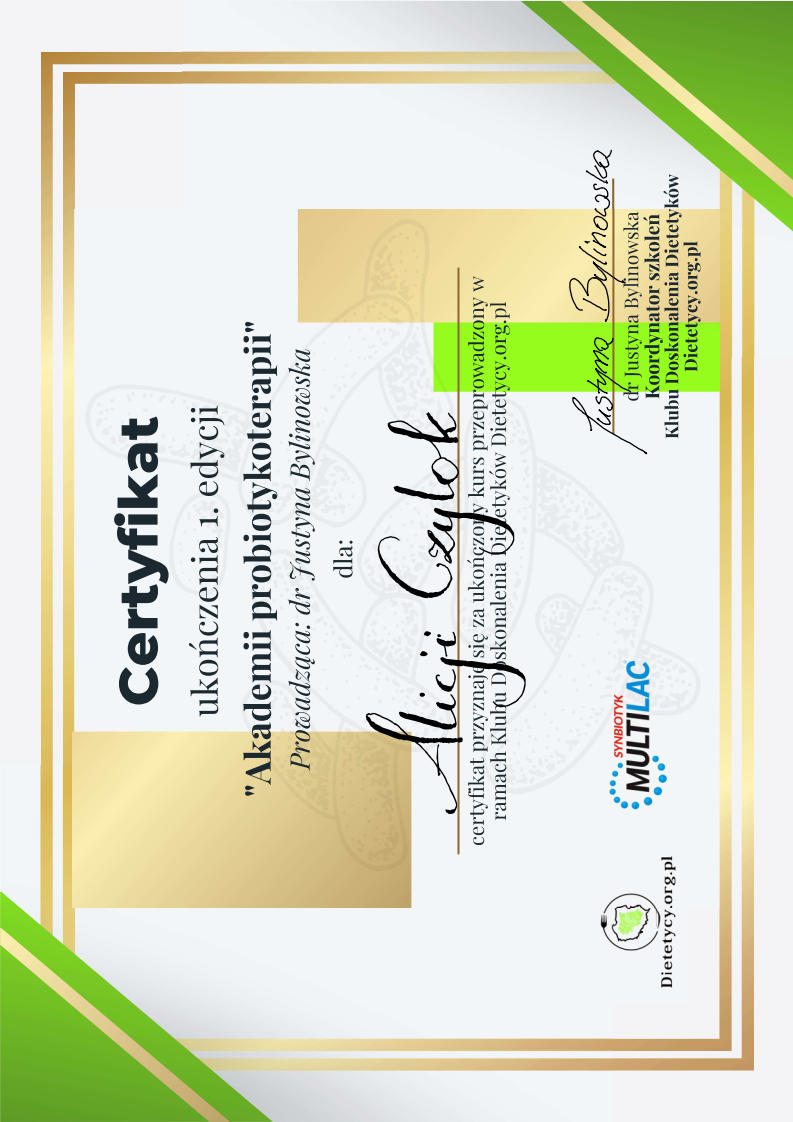 Certyfikat
ukończenia 1. edycji
"Akademii probiotykoterapii"
Prowadząca: dr Justyna Bylinowska
dla:
Alicji Czylok
certyfikat przyznaje się za ukończony kurs przeprowadzony w
ramach Klubu Doskonalenia Dietetyków Dietetycy.org.pl
Dietetycy.org.pl
SYNBIOTYK
MULTILAC
Justyna Bylinowska
dr Justyna Bylinowska
Koordynator szkoleń
Klubu Doskonalenia Dietetyków
Dietetycy.org.pl